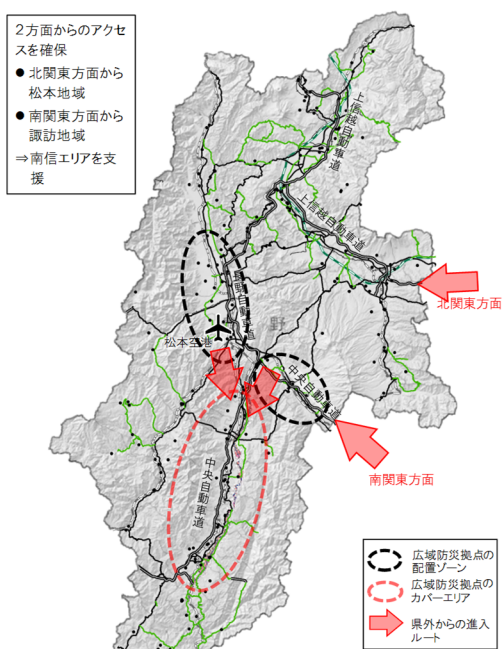 ２方面からのアクセ
スを確保
● 北関東方面から
松本地域
● 南関東方面から
諏訪地域
⇒南信エリアを支
援
上信越自動車道
上信越自動車道
北関東方面
長野自動車道
野
松本空港
中央自動車道
南関東方面
中央自動車道
広域防災拠点の
配置ゾーン
広域防災拠点の
カバーエリア
県外からの進入
ルート